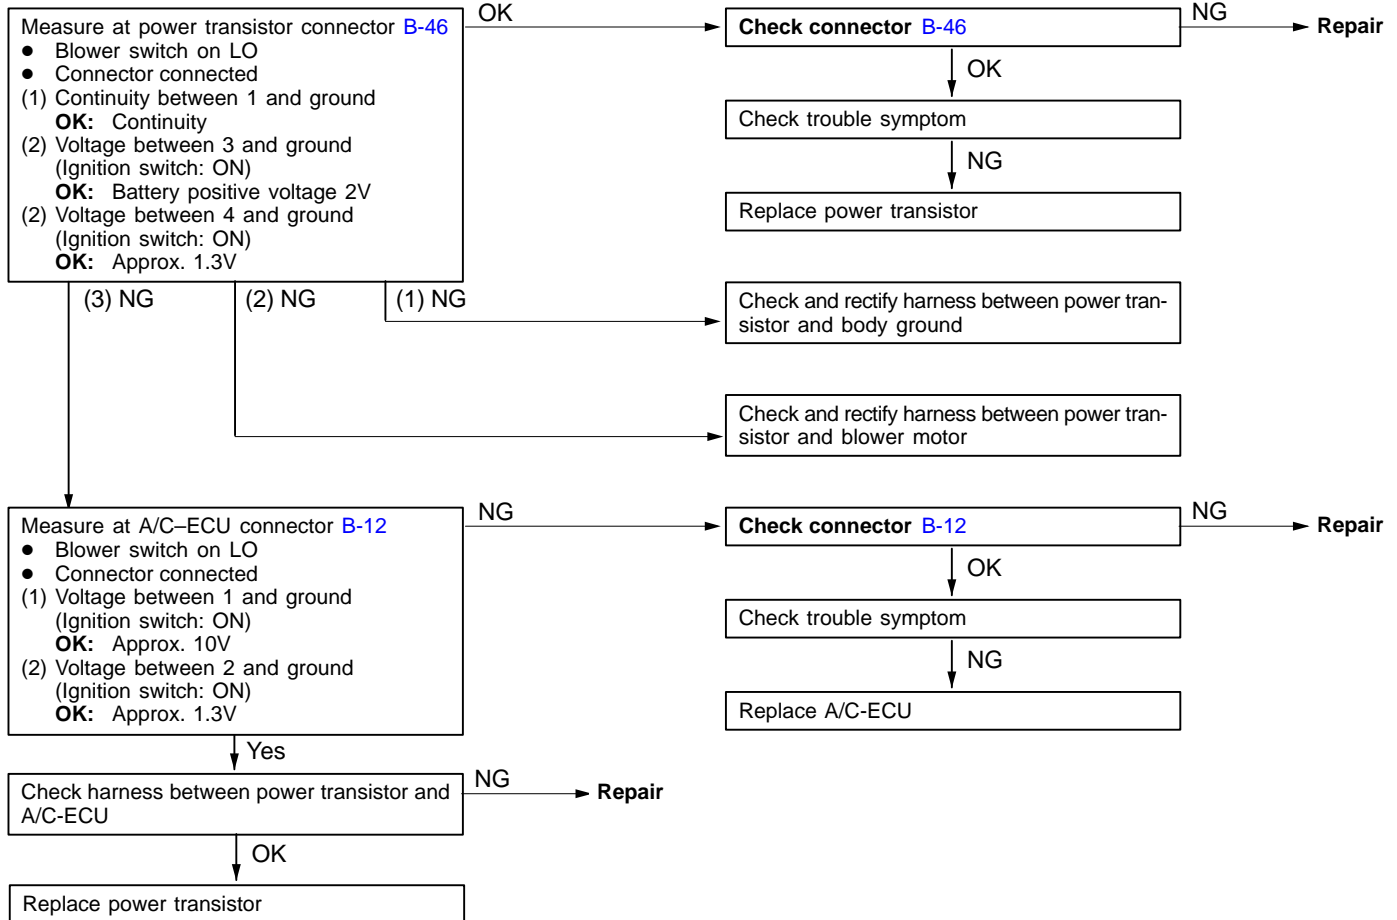 Measure at power transistor connector B-46
● Blower switch on LO
● Connector connected
(1) Continuity between 1 and ground
OK: Continuity
(2) Voltage between 3 and ground
(Ignition switch: ON)
OK: Battery positive voltage 2V
(2) Voltage between 4 and ground
(Ignition switch: ON)
OK: Approx. 1.3V
OK
Check connector B-46
NG
Repair
OK
Check trouble symptom
NG
Replace power transistor
(3) NG
(2) NG
(1) NG
Check and rectify harness between power tran-
sistor and body ground
Check and rectify harness between power tran-
sistor and blower motor
Measure at A/C–ECU connector B-12
● Blower switch on LO
● Connector connected
(1) Voltage between 1 and ground
(Ignition switch: ON)
OK: Approx. 10V
(2) Voltage between 2 and ground
(Ignition switch: ON)
OK: Approx. 1.3V
NG
Check connector B-12
NG
Repair
OK
Check trouble symptom
NG
Replace A/C-ECU
Yes
Check harness between power transistor and
A/C-ECU
NG
Repair
OK
Replace power transistor